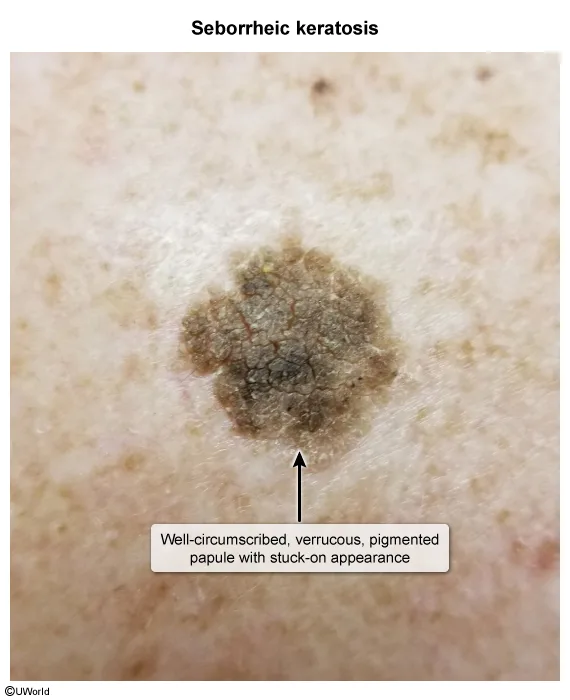 Seborrheic keratosis
Well-circumscribed, verrucous, pigmented
papule with stuck-on appearance
©UWorld